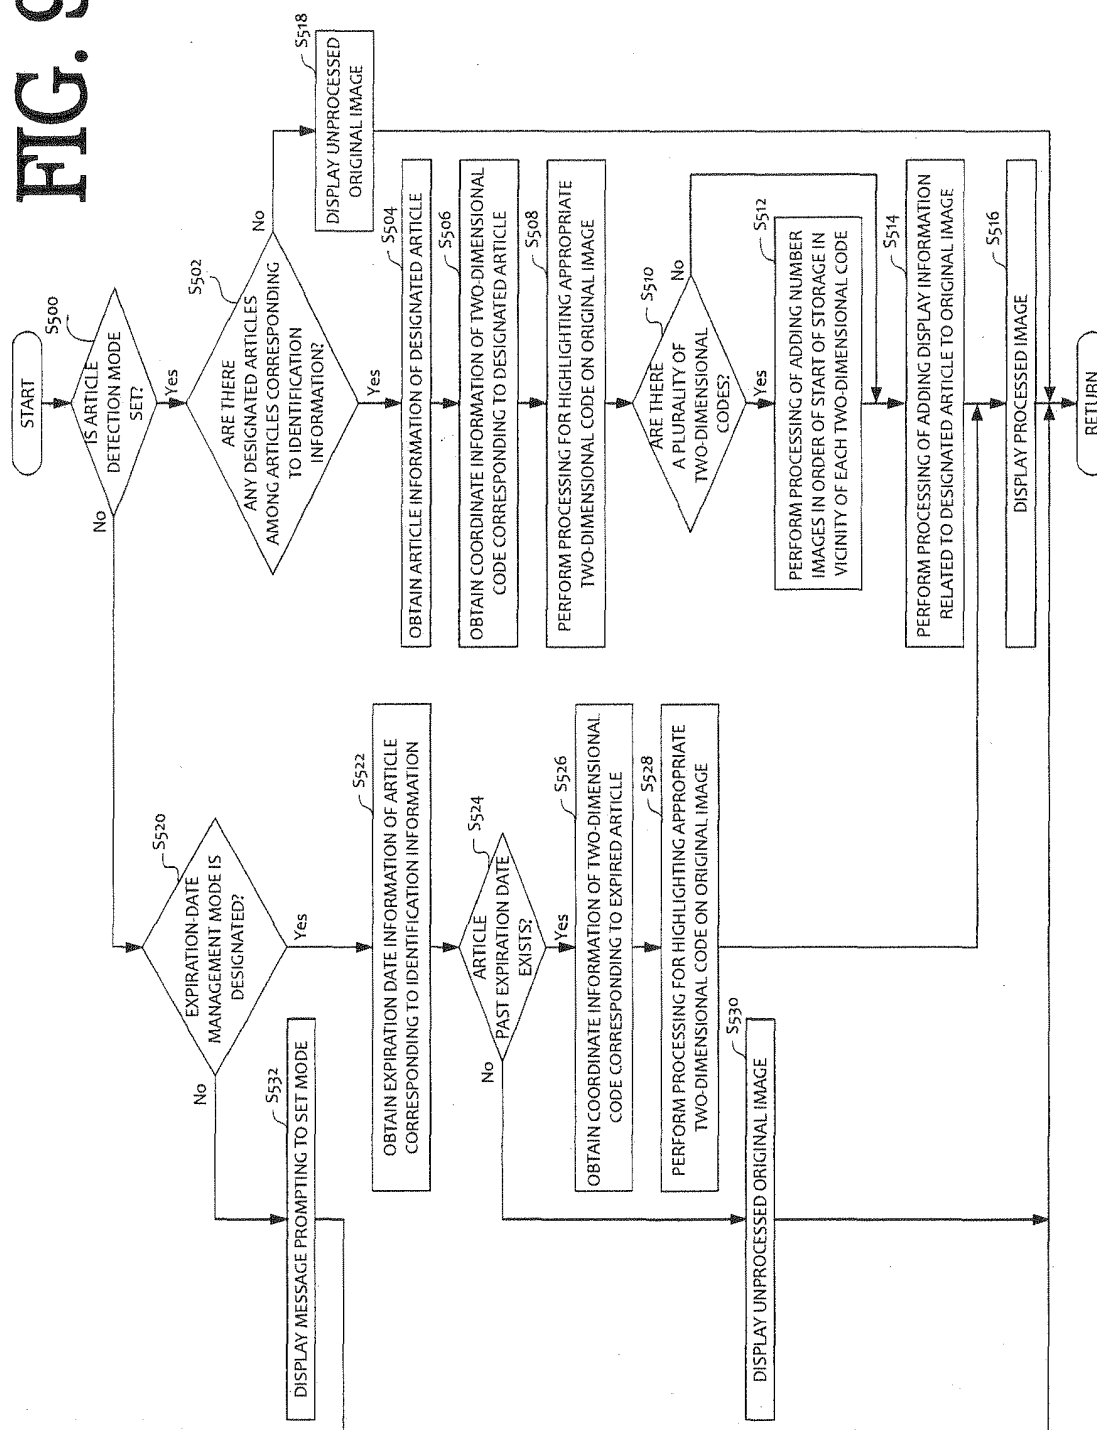 FIG. 9
START
S500
IS ARTICLE
DETECTION MODE
SET?
No
Yes
S502
ARE THERE
ANY DESIGNATED ARTICLES
AMONG ARTICLES CORRESPONDING
TO IDENTIFICATION
INFORMATION?
No
Yes
S518
DISPLAY UNPROCESSED
ORIGINAL IMAGE
S504
OBTAIN ARTICLE INFORMATION OF DESIGNATED ARTICLE
S506
OBTAIN COORDINATE INFORMATION OF TWO-DIMENSIONAL
CODE CORRESPONDING TO DESIGNATED ARTICLE
S508
PERFORM PROCESSING FOR HIGHLIGHTING APPROPRIATE
TWO-DIMENSIONAL CODE ON ORIGINAL IMAGE
S510
ARE THERE
A PLURALITY OF
TWO-DIMENSIONAL
CODES?
No
Yes
S512
PERFORM PROCESSING OF ADDING NUMBER
IMAGES IN ORDER OF START OF STORAGE IN
VICINITY OF EACH TWO-DIMENSIONAL CODE
S514
PERFORM PROCESSING OF ADDING DISPLAY INFORMATION
RELATED TO DESIGNATED ARTICLE TO ORIGINAL IMAGE
S516
DISPLAY PROCESSED IMAGE
S520
EXPIRATION-DATE
MANAGEMENT MODE IS
DESIGNATED?
No
Yes
S532
DISPLAY MESSAGE PROMPTING TO SET MODE
S522
OBTAIN EXPIRATION DATE INFORMATION OF ARTICLE
CORRESPONDING TO IDENTIFICATION INFORMATION
S524
ARTICLE
PAST EXPIRATION DATE
EXISTS?
No
Yes
S526
OBTAIN COORDINATE INFORMATION OF TWO-DIMENSIONAL
CODE CORRESPONDING TO EXPIRED ARTICLE
S528
PERFORM PROCESSING FOR HIGHLIGHTING APPROPRIATE
TWO-DIMENSIONAL CODE ON ORIGINAL IMAGE
S530
DISPLAY UNPROCESSED ORIGINAL IMAGE
RETURN